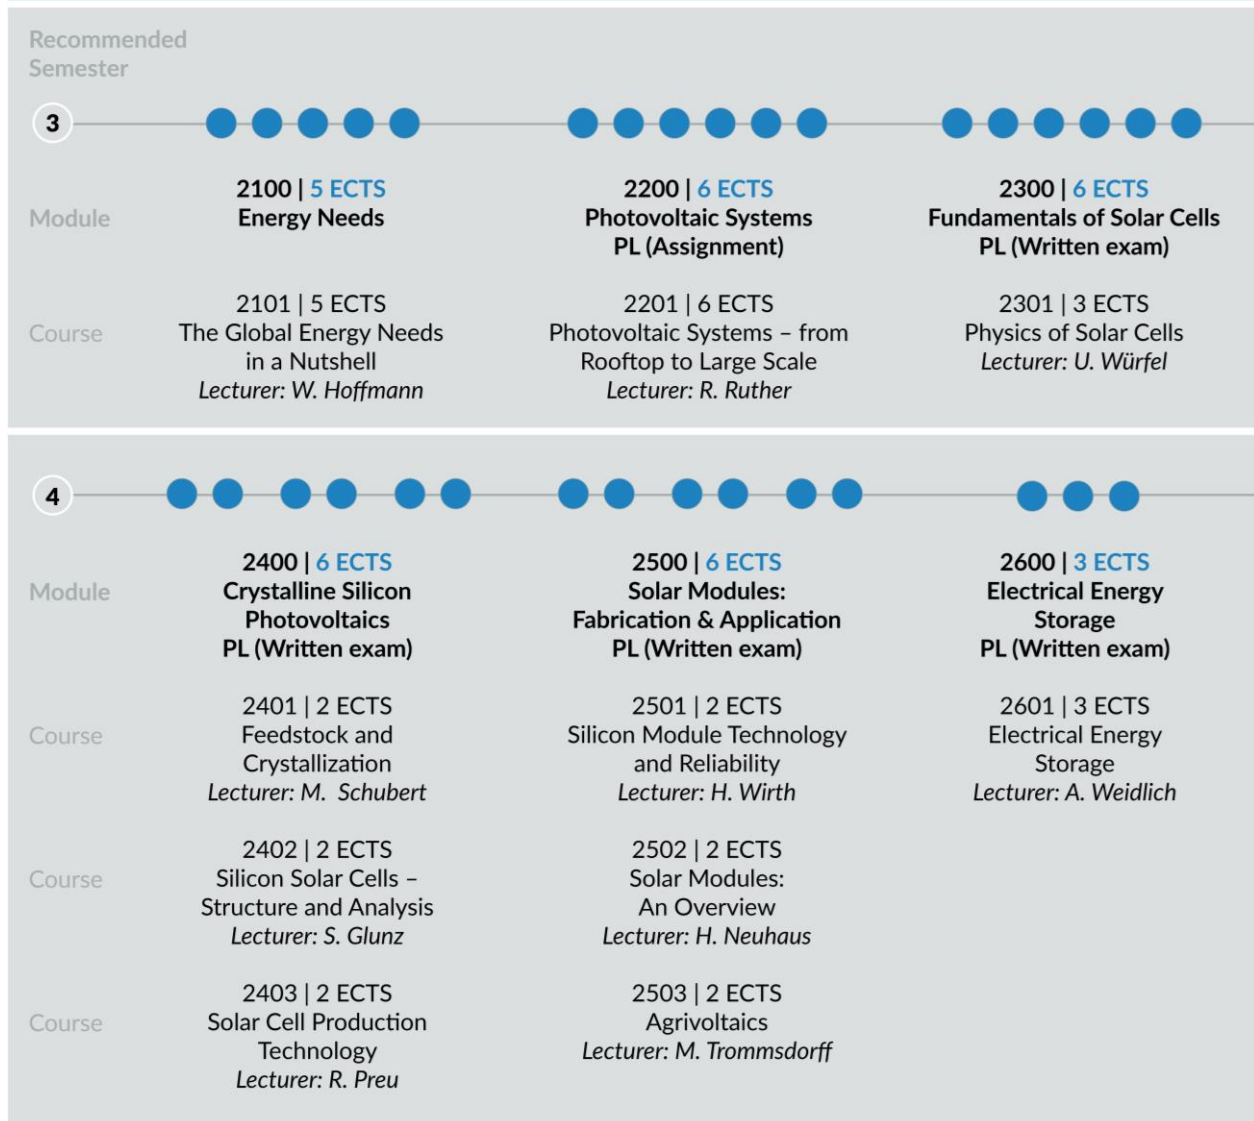 Recommended
Semester
3
Module
2100 | 5 ECTS
Energy Needs
2200 | 6 ECTS
Photovoltaic Systems
PL (Assignment)
2300 | 6 ECTS
Fundamentals of Solar Cells
PL (Written exam)
Course
2101 | 5 ECTS
The Global Energy Needs
in a Nutshell
Lecturer: W. Hoffmann
2201 | 6 ECTS
Photovoltaic Systems – from
Rooftop to Large Scale
Lecturer: R. Ruther
2301 | 3 ECTS
Physics of Solar Cells
Lecturer: U. Würfel
4
Module
2400 | 6 ECTS
Crystalline Silicon
Photovoltaics
PL (Written exam)
2500 | 6 ECTS
Solar Modules:
Fabrication & Application
PL (Written exam)
2600 | 3 ECTS
Electrical Energy
Storage
PL (Written exam)
Course
2401 | 2 ECTS
Feedstock and
Crystallization
Lecturer: M. Schubert
2501 | 2 ECTS
Silicon Module Technology
and Reliability
Lecturer: H. Wirth
2601 | 3 ECTS
Electrical Energy
Storage
Lecturer: A. Weidlich
Course
2402 | 2 ECTS
Silicon Solar Cells –
Structure and Analysis
Lecturer: S. Glunz
2502 | 2 ECTS
Solar Modules:
An Overview
Lecturer: H. Neuhaus
Course
2403 | 2 ECTS
Solar Cell Production
Technology
Lecturer: R. Preu
2503 | 2 ECTS
Agrivoltaics
Lecturer: M. Trommsdorff